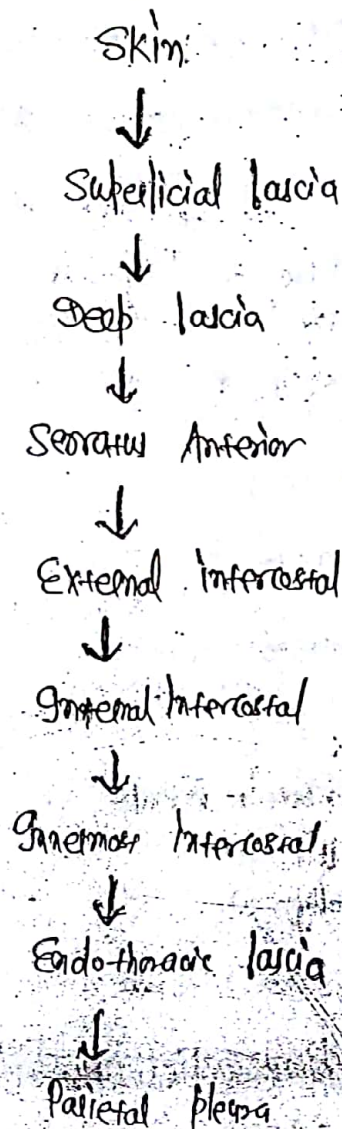 Skin
↓
Superficial fascia
↓
Deep fascia
↓
Serratus Anterior
↓
External intercostal
↓
Internal Intercostal
↓
Innermost Intercostal
↓
Endo-thoracic fascia
↓
Parietal pleura